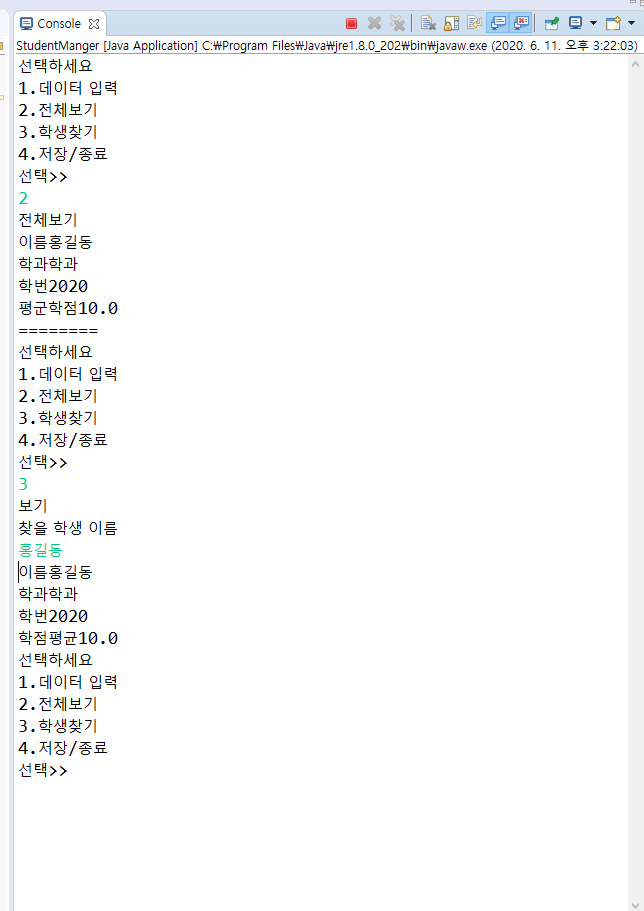 Console
StudentManger [Java Application] C:\Program Files\Java\jre1.8.0_202\bin\javaw.exe (2020. 6. 11. 오후 3:22:03)
선택하세요
1.데이터 입력
2.전체보기
3.학생찾기
4.저장/종료
선택>>
2
전체보기
이름홍길동
학과학과
학번2020
평균학점10.0
========
선택하세요
1.데이터 입력
2.전체보기
3.학생찾기
4.저장/종료
선택>>
3
보기
찾을 학생 이름
홍길동
이름홍길동
학과학과
학번2020
학점평균10.0
선택하세요
1.데이터 입력
2.전체보기
3.학생찾기
4.저장/종료
선택>>